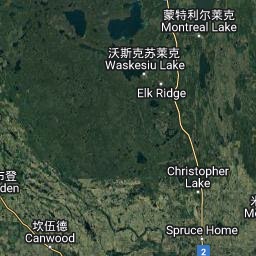 蒙特利尔莱克
Montreal Lake
沃斯克苏莱克
Waskesiu Lake
Elk Ridge
Christopher
Lake
坎伍德
Canwood
Spruce Home
2